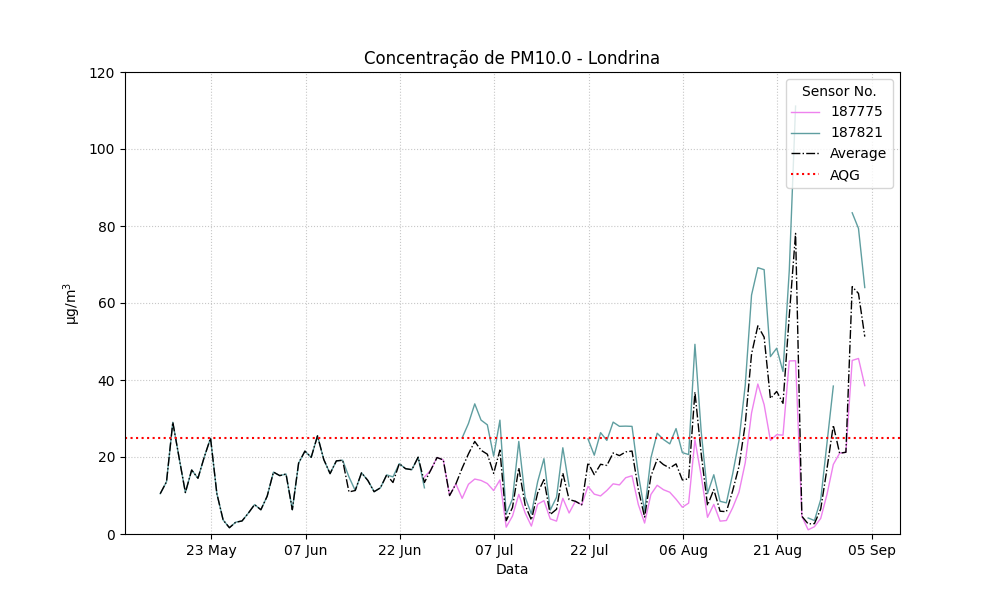 Concentração de PM10.0 - Londrina
Sensor No.
187775
187821
Average
AQG
120
100
80
60
40
20
0
µg/m³
23 May
07 Jun
22 Jun
07 Jul
22 Jul
06 Aug
21 Aug
05 Sep
Data